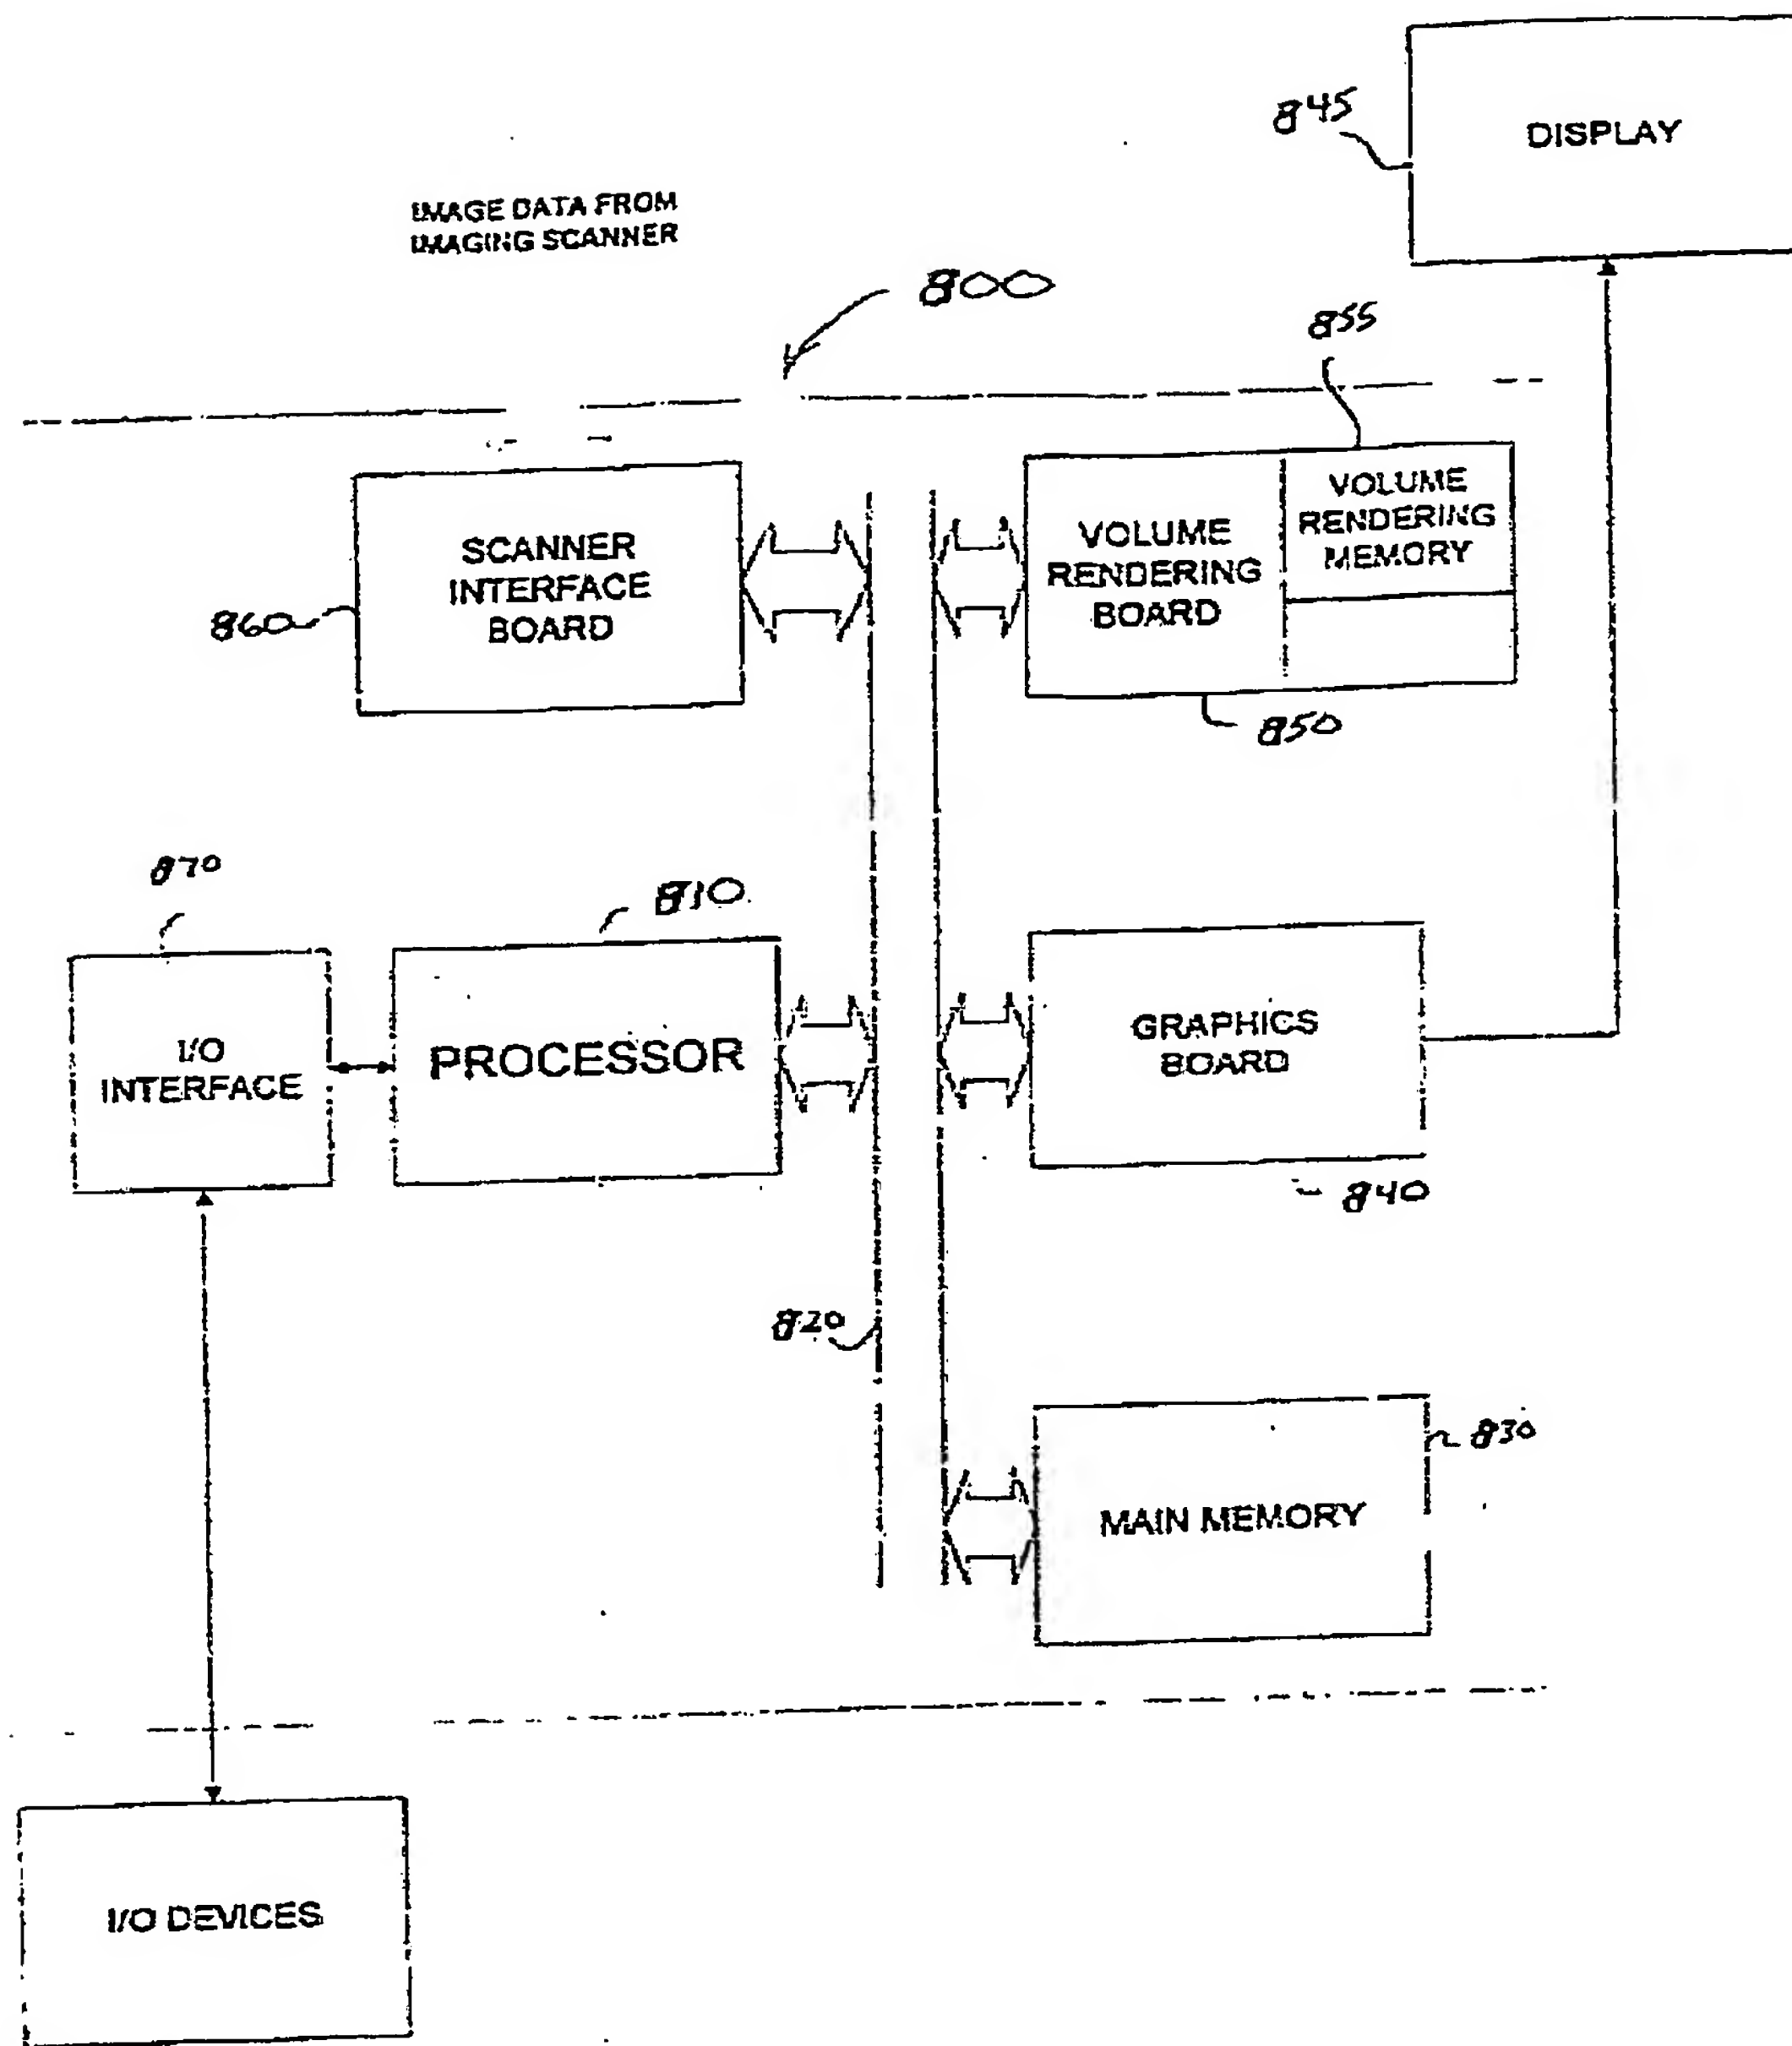 845
DISPLAY
IMAGE DATA FROM
IMAGING SCANNER
800
855
SCANNER
INTERFACE
BOARD
860
VOLUME
RENDERING
BOARD
VOLUME
RENDERING
MEMORY
850
870
810
I/O
INTERFACE
PROCESSOR
GRAPHICS
BOARD
840
820
830
MAIN MEMORY
I/O DEVICES